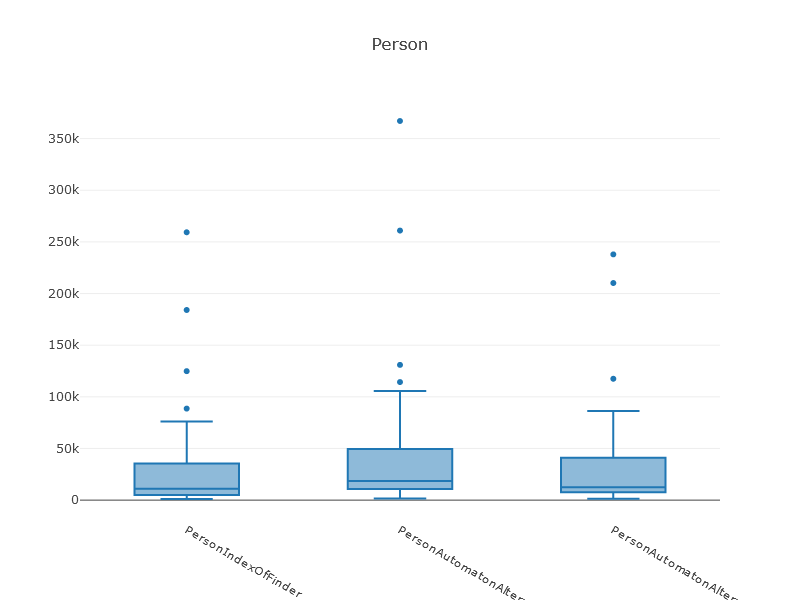 Person
350k
300k
250k
200k
150k
100k
50k
0
PersonIndexOfFinder
PersonAutomatonAlter
PersonAutomatonAlter